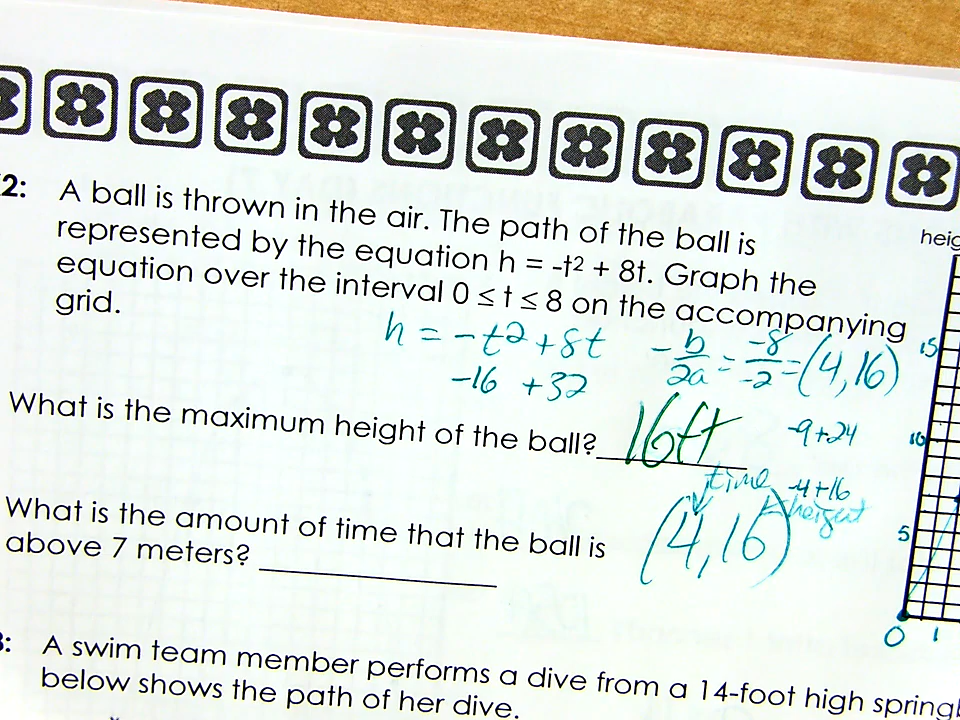 2: A ball is thrown in the air. The path of the ball is
represented by the equation h = -t² + 8t. Graph the
equation over the interval 0 ≤ t ≤ 8 on the accompanying
grid.
heig
h = -t² + 8t
-16 +32
-b/2a = -8/-2 = (4,16)
15
What is the maximum height of the ball? 16ft
-9+24
10
time
-4+16
height
(4,16)
5
What is the amount of time that the ball is
above 7 meters?
0 1
3: A swim team member performs a dive from a 14-foot high spring
below shows the path of her dive.